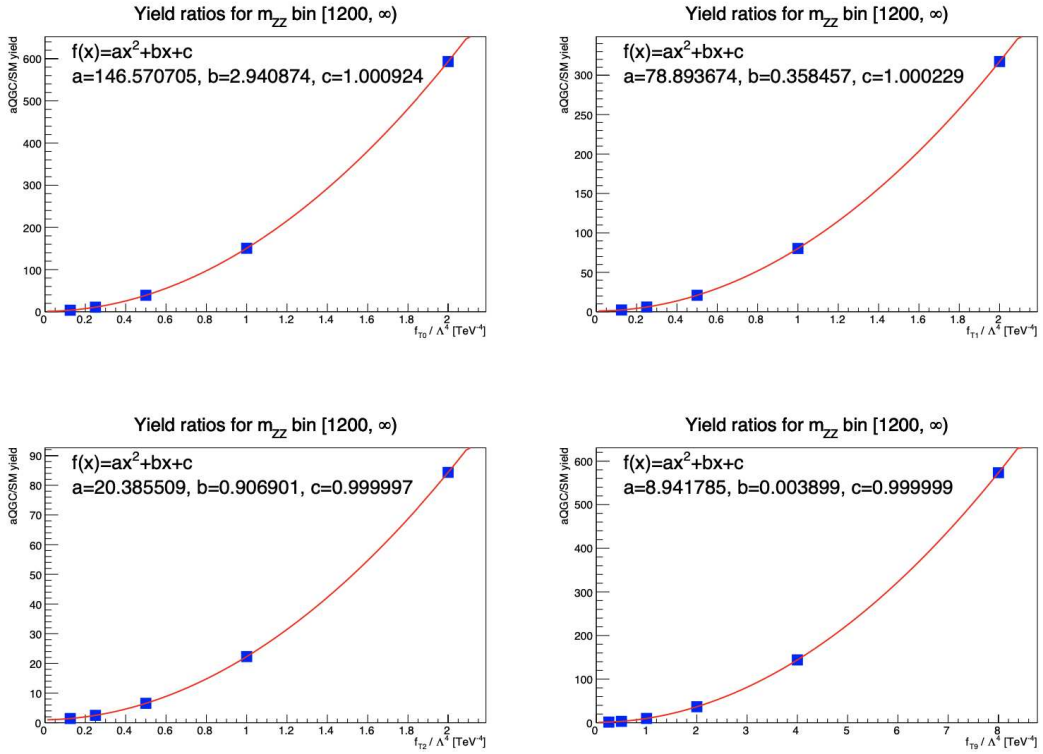 Yield ratios for m_ZZ bin [1200, ∞)
aQGC/SM yield
f(x)=ax²+bx+c
a=146.570705, b=2.940874, c=1.000924
600
500
400
300
200
100
0
0 0.2 0.4 0.6 0.8 1 1.2 1.4 1.6 1.8 2
f_T0 / Λ⁴ [TeV⁻⁴]
Yield ratios for m_ZZ bin [1200, ∞)
aQGC/SM yield
f(x)=ax²+bx+c
a=78.893674, b=0.358457, c=1.000229
300
250
200
150
100
50
0
0 0.2 0.4 0.6 0.8 1 1.2 1.4 1.6 1.8 2
f_T1 / Λ⁴ [TeV⁻⁴]
Yield ratios for m_ZZ bin [1200, ∞)
aQGC/SM yield
f(x)=ax²+bx+c
a=20.385509, b=0.906901, c=0.999997
90
80
70
60
50
40
30
20
10
0
0 0.2 0.4 0.6 0.8 1 1.2 1.4 1.6 1.8 2
f_T2 / Λ⁴ [TeV⁻⁴]
Yield ratios for m_ZZ bin [1200, ∞)
aQGC/SM yield
f(x)=ax²+bx+c
a=8.941785, b=0.003899, c=0.999999
600
500
400
300
200
100
0
0 1 2 3 4 5 6 7 8
f_T9 / Λ⁴ [TeV⁻⁴]